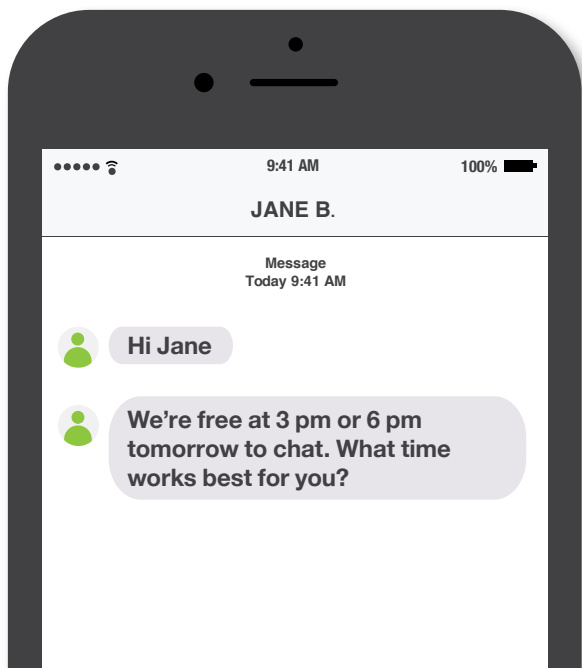 9:41 AM
100%
JANE B.
Message
Today 9:41 AM
Hi Jane
We’re free at 3 pm or 6 pm
tomorrow to chat. What time
works best for you?